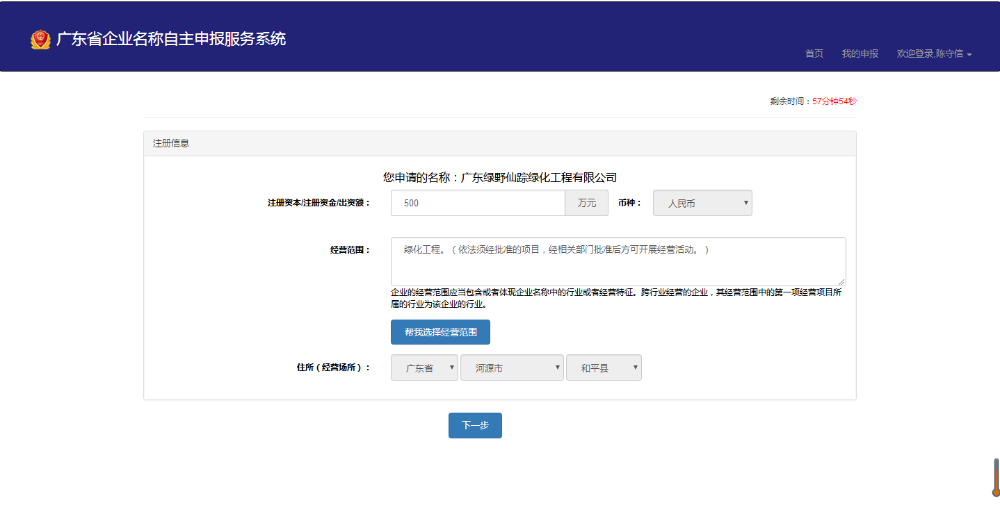 广东省企业名称自主申报服务系统
首页 我的申报 欢迎登录,陈守信
剩余时间：57分钟54秒
注册信息
您申请的名称：广东绿野仙踪绿化工程有限公司
注册资本/注册资金/出资额： 500 万元 币种： 人民币
经营范围： 绿化工程。（依法须经批准的项目，经相关部门批准后方可开展经营活动。）
企业的经营范围应当包含或者体现企业名称中的行业或者经营特征。跨行业经营的企业，其经营范围中的第一项经营项目所
属的行业为该企业的行业。
帮我选择经营范围
住所（经营场所）： 广东省 河源市 和平县
下一步